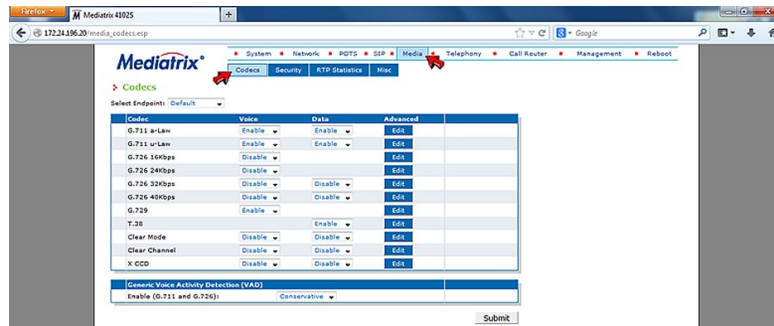 Firefox
Mediatrix 4102S
172.24.196.20/media_codecs.esp
Google
Mediatrix
System Network POTS SIP Media Telephony Call Router Management Reboot
Codecs Security RTP Statistics Misc
Codecs
Select Endpoint: Default
Codec Voice Data Advanced
G.711 a-Law Enable Enable Edit
G.711 u-Law Enable Enable Edit
G.726 16Kbps Disable Edit
G.726 24Kbps Disable Edit
G.726 32Kbps Disable Disable Edit
G.726 40Kbps Disable Disable Edit
G.729 Enable Edit
T.38 Enable Edit
Clear Mode Disable Disable Edit
Clear Channel Disable Disable Edit
X CCD Disable Disable Edit
Generic Voice Activity Detection (VAD)
Enable (G.711 and G.726): Conservative
Submit